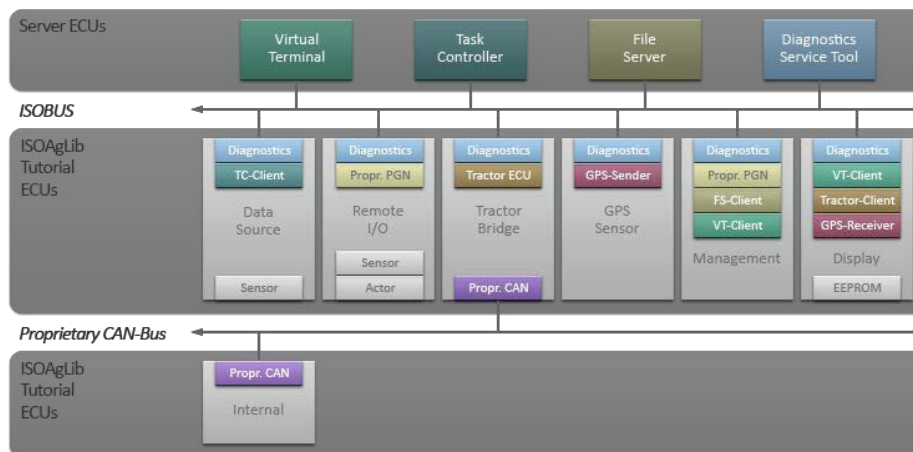 Server ECUs
Virtual
Terminal
Task
Controller
File
Server
Diagnostics
Service Tool
ISOBUS
ISOAgLib
Tutorial
ECUs
Diagnostics
TC-Client
Data
Source
Sensor
Diagnostics
Propr. PGN
Remote
I/O
Sensor
Actor
Diagnostics
Tractor ECU
Tractor
Bridge
Propr. CAN
Diagnostics
GPS-Sender
GPS
Sensor
Diagnostics
Propr. PGN
FS-Client
VT-Client
Management
Diagnostics
VT-Client
Tractor-Client
GPS-Receiver
Display
EEPROM
Proprietary CAN-Bus
ISOAgLib
Tutorial
ECUs
Propr. CAN
Internal